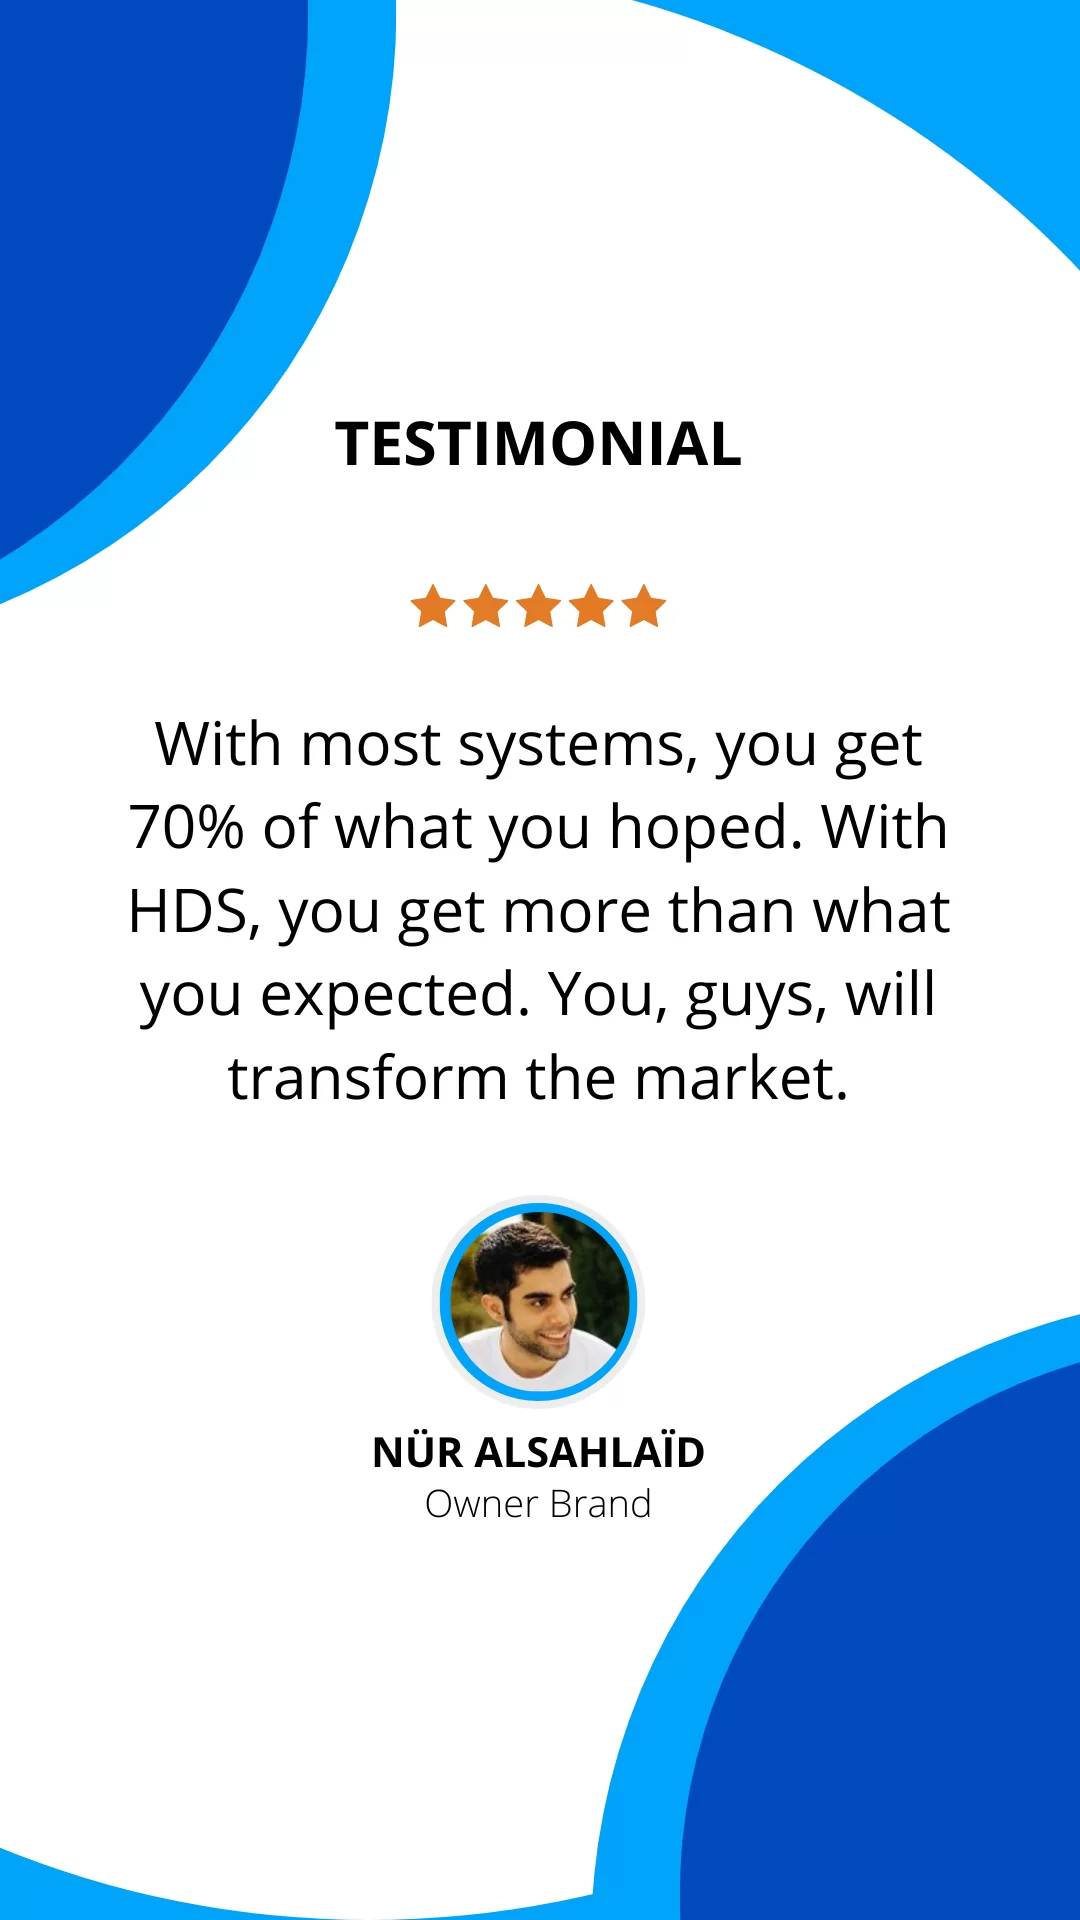 TESTIMONIAL
With most systems, you get
70% of what you hoped. With
HDS, you get more than what
you expected. You, guys, will
transform the market.
NÜR ALSAHLAÏD
Owner Brand